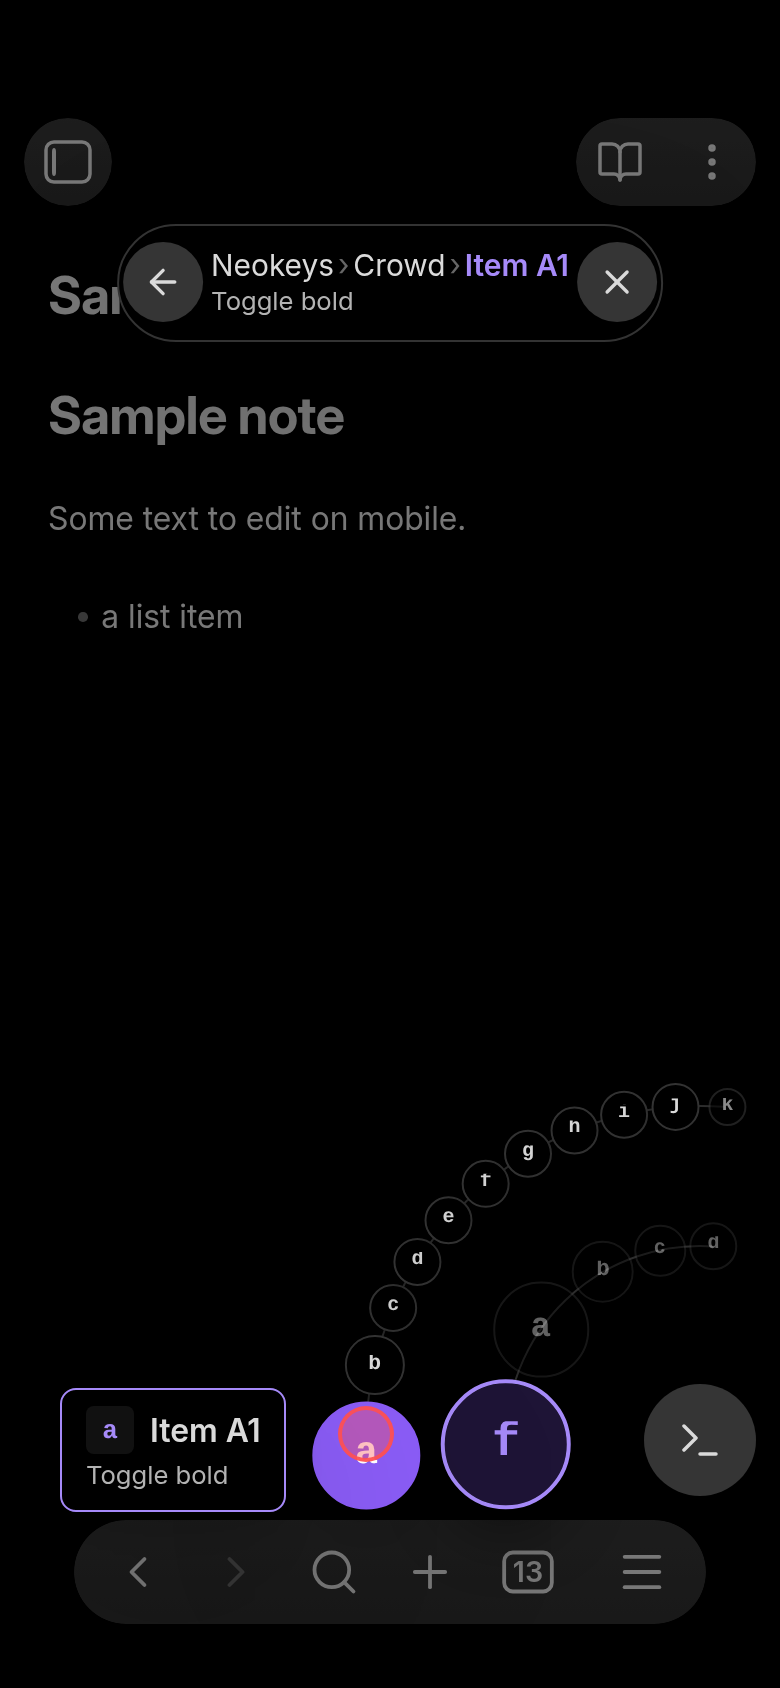 Neokeys › Crowd › Item A1
Toggle bold
Sample note
Some text to edit on mobile.
• a list item
k
J
n
g
e
d
c
b
d
c
b
a
f
a
a Item A1
Toggle bold
13